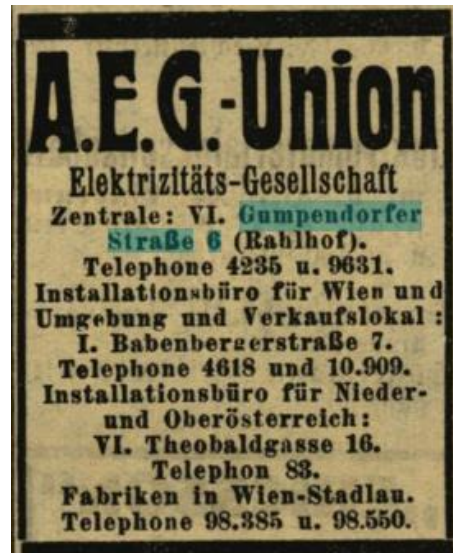 A.E.G.-Union
Elektrizitäts-Gesellschaft
Zentrale: VI. Gumpendorfer
Straße 6 (Rahlhof).
Telephone 4235 u. 9631.
Installationsbüro für Wien und
Umgebung und Verkaufslokal:
I. Babenbergerstraße 7.
Telephone 4618 und 10.909.
Installationsbüro für Nieder-
und Oberösterreich:
VI. Theobaldgasse 16.
Telephon 83.
Fabriken in Wien-Stadlau.
Telephone 98.385 u. 98.550.